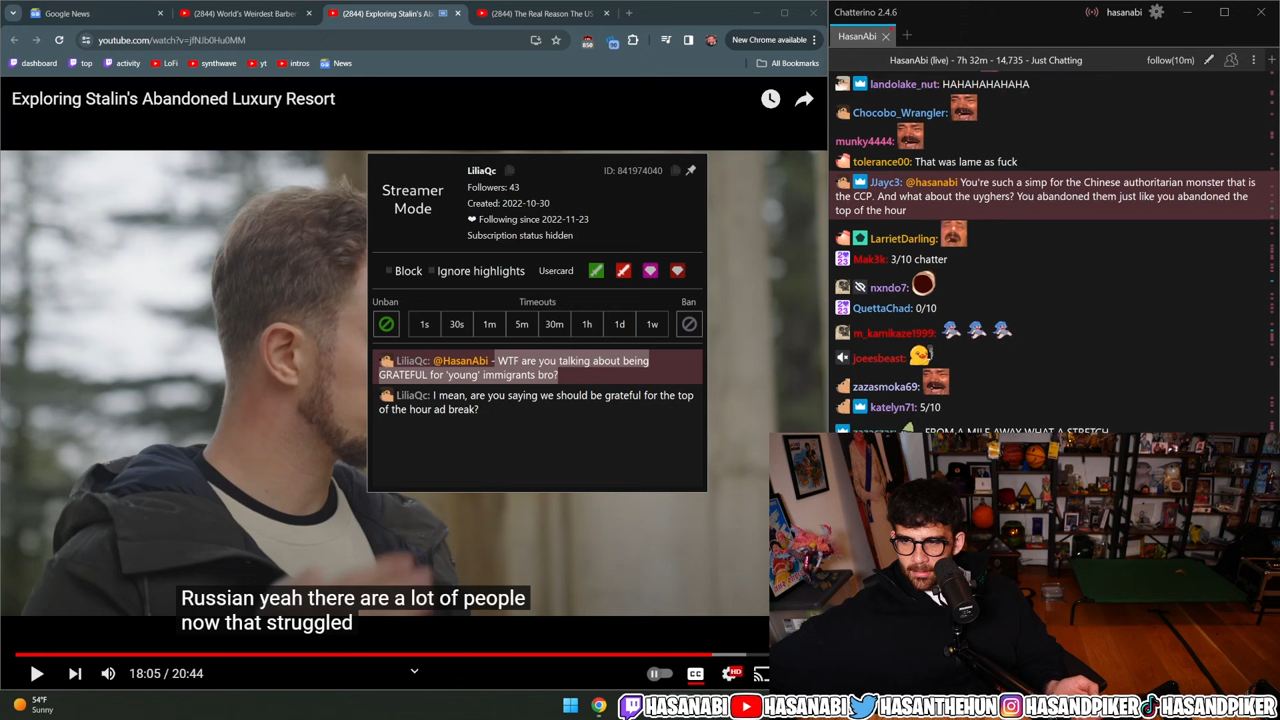 Google News
(2844) World's Weirdest Barber
(2844) Exploring Stalin's Ab
(2844) The Real Reason The US
youtube.com/watch?v=jfNJb0Hu0MM
850
New Chrome available
dashboard
top
activity
LoFi
synthwave
yt
intros
News
All Bookmarks
Exploring Stalin's Abandoned Luxury Resort
Streamer
Mode
LiliaQc
ID: 841974040
Followers: 43
Created: 2022-10-30
❤ Following since 2022-11-23
Subscription status hidden
Block
Ignore highlights
Usercard
Unban
Timeouts
Ban
1s
30s
1m
5m
30m
1h
1d
1w
LiliaQc: @HasanAbi - WTF are you talking about being
GRATEFUL for 'young' immigrants bro?
LiliaQc: I mean, are you saying we should be grateful for the top
of the hour ad break?
Russian yeah there are a lot of people
now that struggled
18:05 / 20:44
CC
HD
54°F
Sunny
Chatterino 2.4.6
hasanabi
HasanAbi
HasanAbi (live) - 7h 32m - 14,735 - Just Chatting
follow(10m)
landolake_nut: HAHAHAHAHAHA
Chocobo_Wrangler:
munky4444:
tolerance00: That was lame as fuck
JJayc3: @hasanabi You're such a simp for the Chinese authoritarian monster that is
the CCP. And what about the uyghers? You abandoned them just like you abandoned the
top of the hour
LarrietDarling:
Mak3k: 3/10 chatter
nxndo7:
QuettaChad: 0/10
m_kamikaze1999:
joeesbeast:
zazasmoka69:
katelyn71: 5/10
FROM A MILE AWAY WHAT A STRETCH
HASANABI
HASANABI
HASANTHEHUN
HASANDPIKER
HASANDPIKER